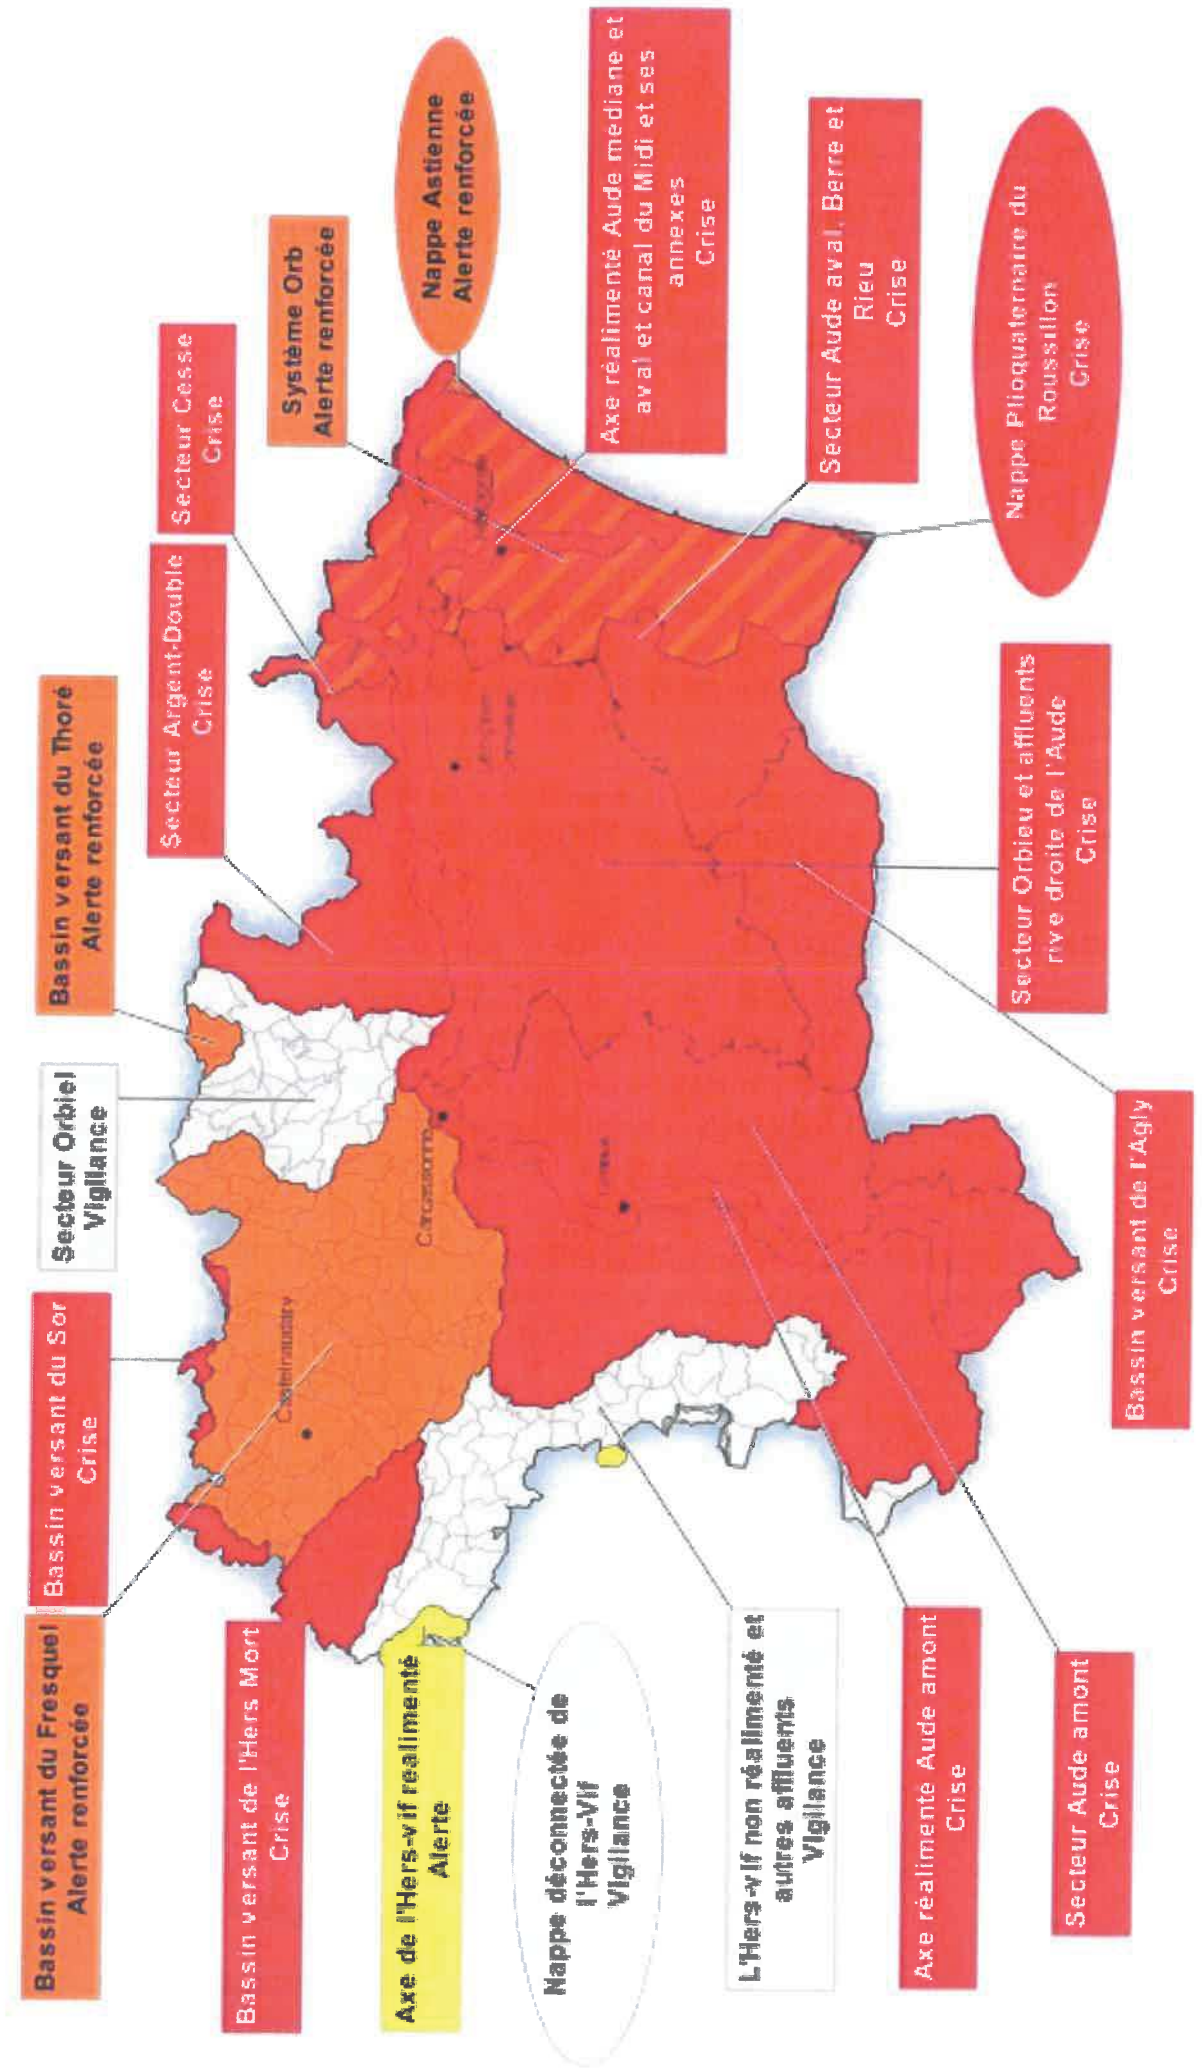 Bassin versant du Fresquel
Alerte renforcée
Bassin versant du Sor
Crise
Secteur Orbiel
Vigilance
Bassin versant du Thoré
Alerte renforcée
Secteur Argent-Double
Crise
Secteur Cesse
Crise
Système Orb
Alerte renforcée
Nappe Astienne
Alerte renforcée
Axe réalimenté Aude médiane et
aval et canal du Midi et ses
annexes
Crise
Secteur Aude aval, Berre et
Rieu
Crise
Nappe Plioquaternaire du
Roussillon
Crise
Bassin versant de l'Hers Mort
Crise
Axe de l'Hers-vif réalimenté
Alerte
Nappe déconnectée de
l'Hers-Vif
Vigilance
L'Hers-vif non réalimenté et
autres affluents
Vigilance
Axe réalimenté Aude amont
Crise
Secteur Aude amont
Crise
Bassin versant de l'Agly
Crise
Secteur Orbieu et affluents
rive droite de l'Aude
Crise
Castelnaudary
Carcassonne